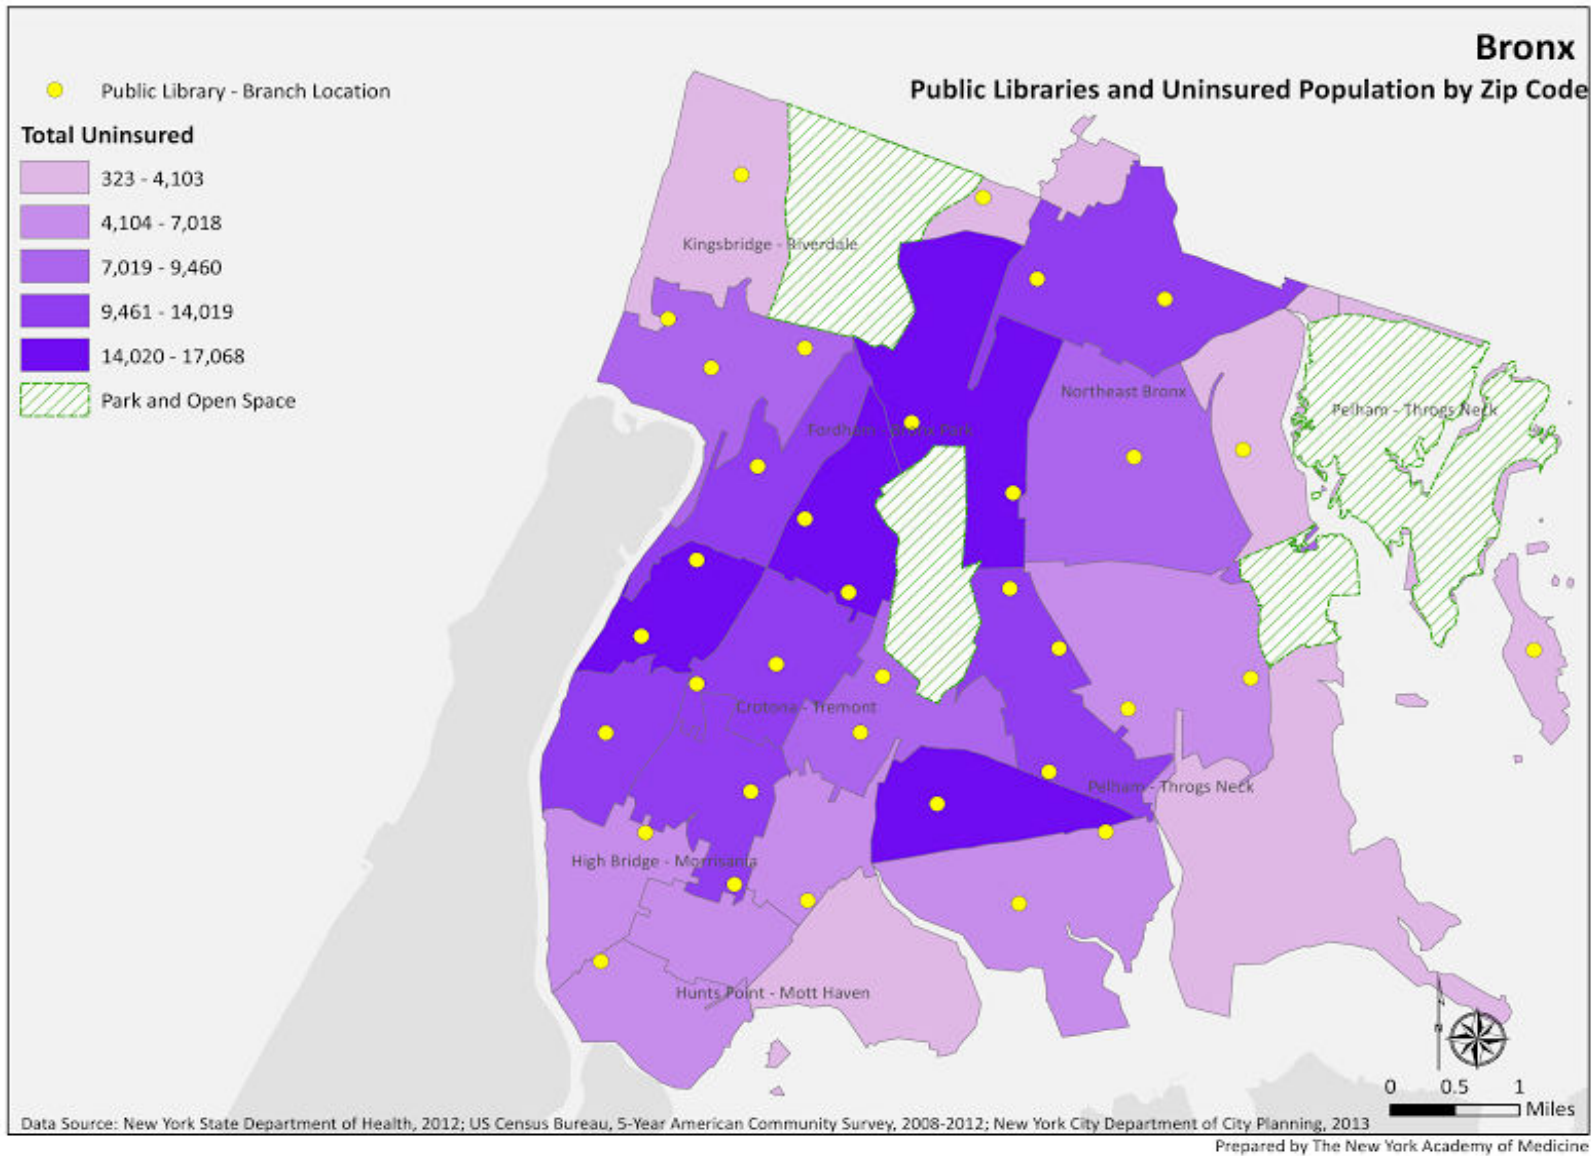 Bronx
Public Libraries and Uninsured Population by Zip Code
Public Library - Branch Location
Total Uninsured
323 - 4,103
4,104 - 7,018
7,019 - 9,460
9,461 - 14,019
14,020 - 17,068
Park and Open Space
Kingsbridge - Riverdale
Northeast Bronx
Pelham - Throgs Neck
Fordham - Bronx Park
Crotona - Tremont
Pelham - Throgs Neck
High Bridge - Morrisania
Hunts Point - Mott Haven
N
0 0.5 1
Miles
Data Source: New York State Department of Health, 2012; US Census Bureau, 5-Year American Community Survey, 2008-2012; New York City Department of City Planning, 2013
Prepared by The New York Academy of Medicine